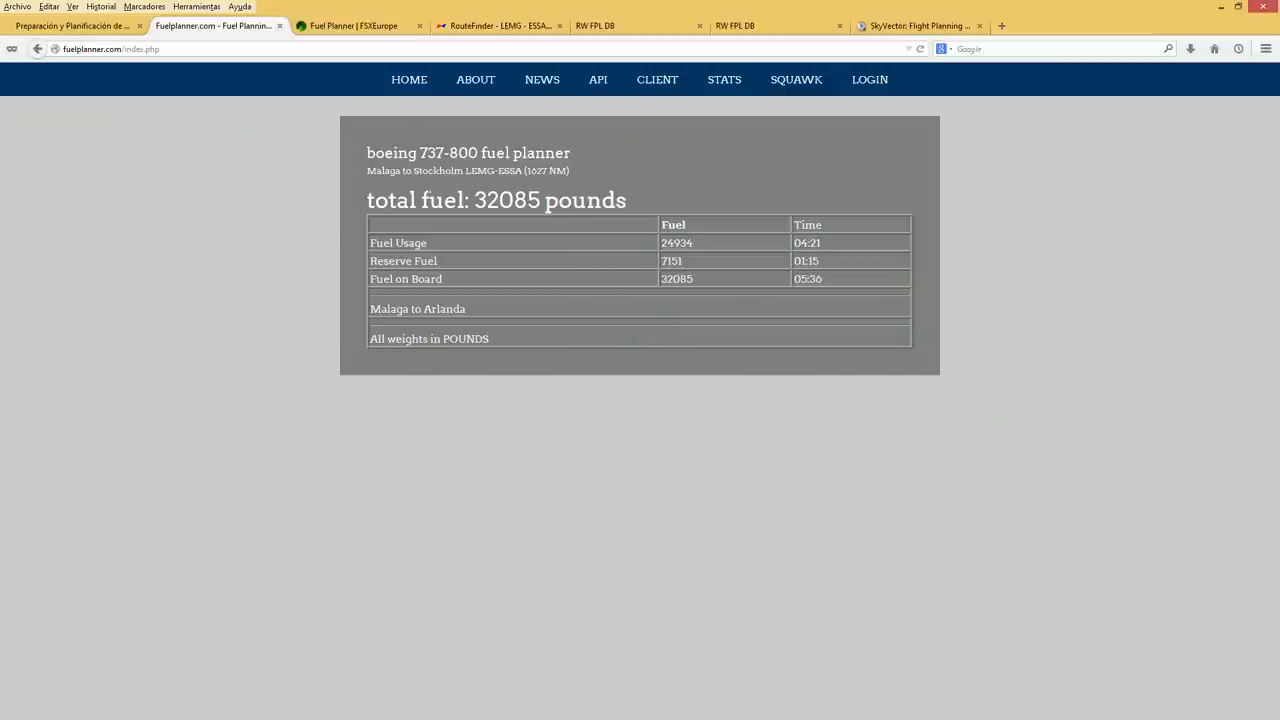 Archivo Editar Ver Historial Marcadores Herramientas Ayuda
Preparación y Planificación de ... Fuelplanner.com - Fuel Plannin... Fuel Planner | FSXEurope RouteFinder - LEMG - ESSA... RW FPL DB RW FPL DB SkyVector: Flight Planning ...
fuelplanner.com/index.php Google
HOME ABOUT NEWS API CLIENT STATS SQUAWK LOGIN
boeing 737-800 fuel planner
Malaga to Stockholm LEMG-ESSA (1627 NM)
total fuel: 32085 pounds
Fuel Time
Fuel Usage 24934 04:21
Reserve Fuel 7151 01:15
Fuel on Board 32085 05:36
Malaga to Arlanda
All weights in POUNDS